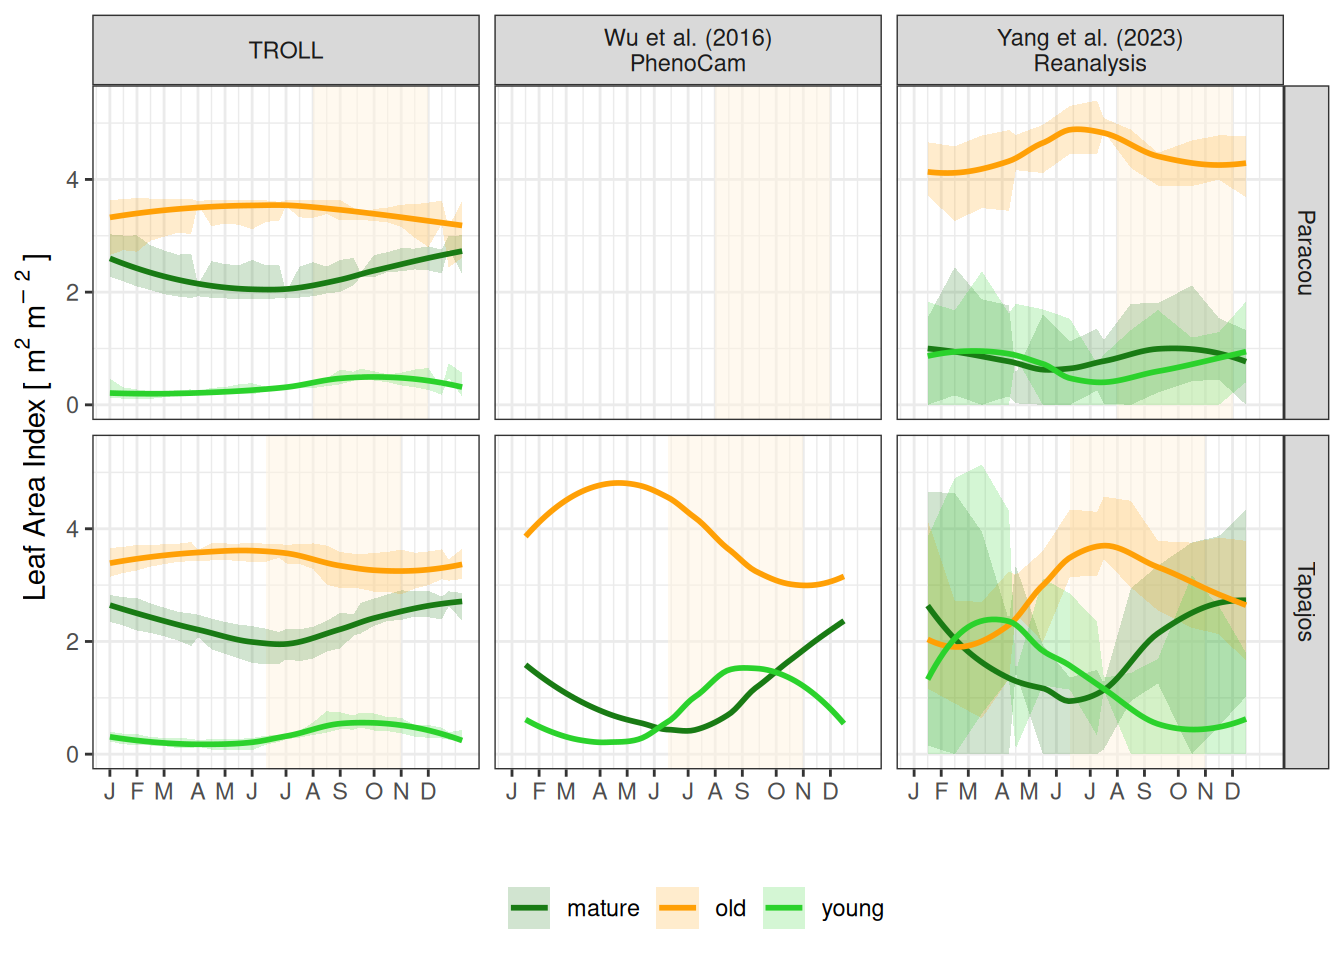 TROLL
Wu et al. (2016)
PhenoCam
Yang et al. (2023)
Reanalysis
Leaf Area Index [ m² m⁻² ]
4
2
0
Paracou
4
2
0
Tapajos
J F M A M J J A S O N D
J F M A M J J A S O N D
J F M A M J J A S O N D
mature old young